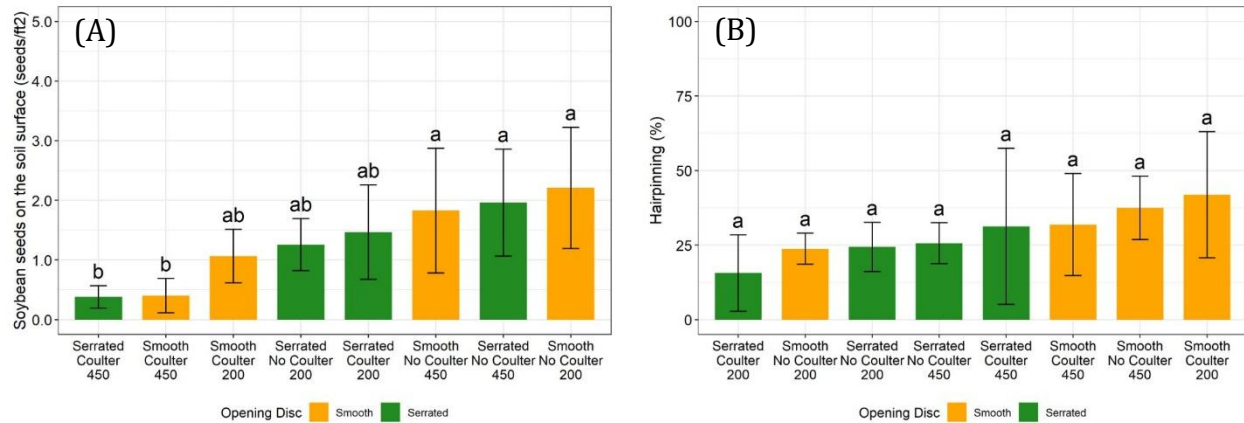 (A)
Soybean seeds on the soil surface (seeds/ft2)
5.0
4.0
3.0
2.0
1.0
0.0
b
b
ab
ab
ab
a
a
a
Serrated
Coulter
450
Smooth
Coulter
450
Smooth
Coulter
200
Serrated
No Coulter
200
Serrated
Coulter
200
Smooth
No Coulter
450
Serrated
No Coulter
450
Smooth
No Coulter
200
Opening Disc
Smooth
Serrated
(B)
Hairpinning (%)
100
75
50
25
0
a
a
a
a
a
a
a
a
Serrated
Coulter
200
Smooth
No Coulter
200
Serrated
No Coulter
200
Serrated
No Coulter
450
Serrated
Coulter
450
Smooth
Coulter
450
Smooth
No Coulter
450
Smooth
Coulter
200
Opening Disc
Smooth
Serrated